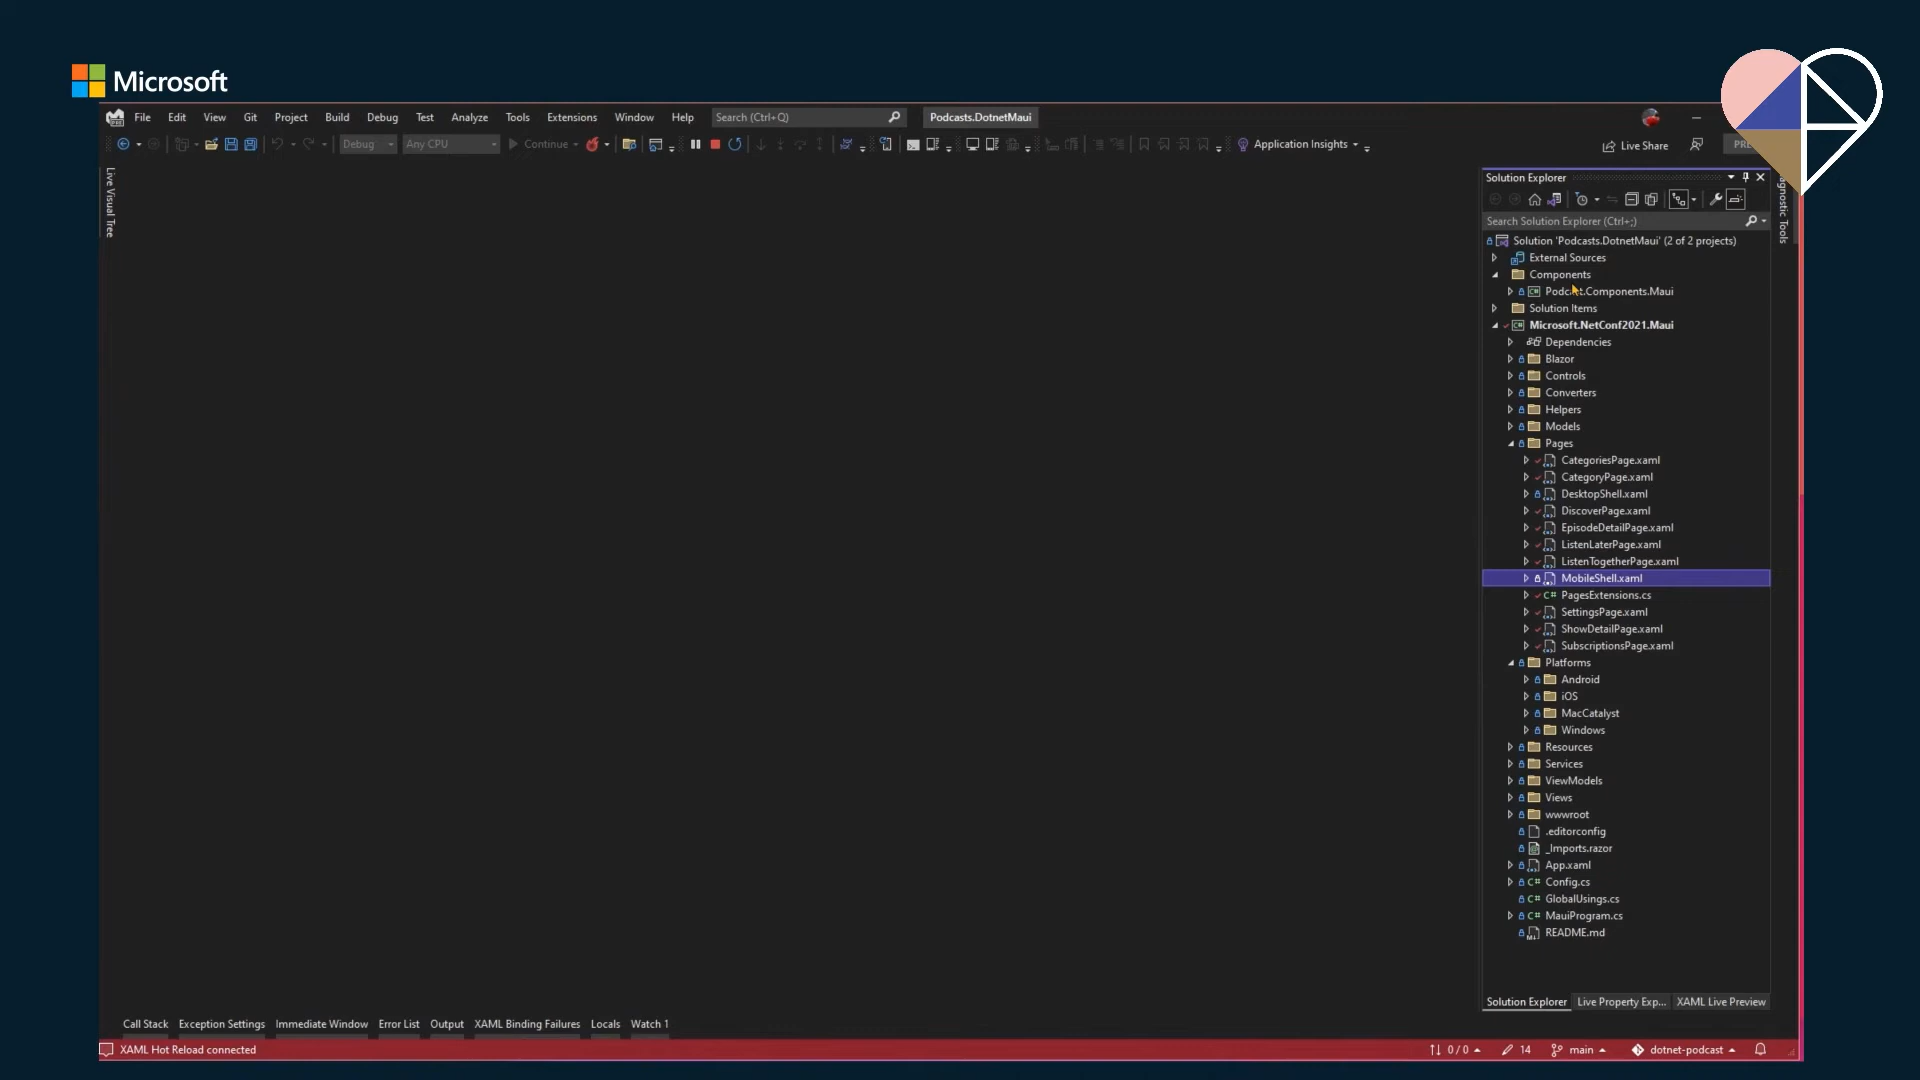 Microsoft
File Edit View Git Project Build Debug Test Analyze Tools Extensions Window Help Search (Ctrl+Q) Podcasts.DotnetMaui
Debug Any CPU Continue Application Insights Live Share
Live Visual Tree
Solution Explorer
Search Solution Explorer (Ctrl+;)
Solution 'Podcasts.DotnetMaui' (2 of 2 projects)
External Sources
Components
Podcast.Components.Maui
Solution Items
Microsoft.NetConf2021.Maui
Dependencies
Blazor
Controls
Converters
Helpers
Models
Pages
CategoriesPage.xaml
CategoryPage.xaml
DesktopShell.xaml
DiscoverPage.xaml
EpisodeDetailPage.xaml
ListenLaterPage.xaml
ListenTogetherPage.xaml
MobileShell.xaml
C# PagesExtensions.cs
SettingsPage.xaml
ShowDetailPage.xaml
SubscriptionsPage.xaml
Platforms
Android
iOS
MacCatalyst
Windows
Resources
Services
ViewModels
Views
wwwroot
.editorconfig
_Imports.razor
App.xaml
C# Config.cs
C# GlobalUsings.cs
C# MauiProgram.cs
README.md
Solution Explorer Live Property Exp... XAML Live Preview
Call Stack Exception Settings Immediate Window Error List Output XAML Binding Failures Locals Watch 1
XAML Hot Reload connected 0 / 0 14 main dotnet-podcast